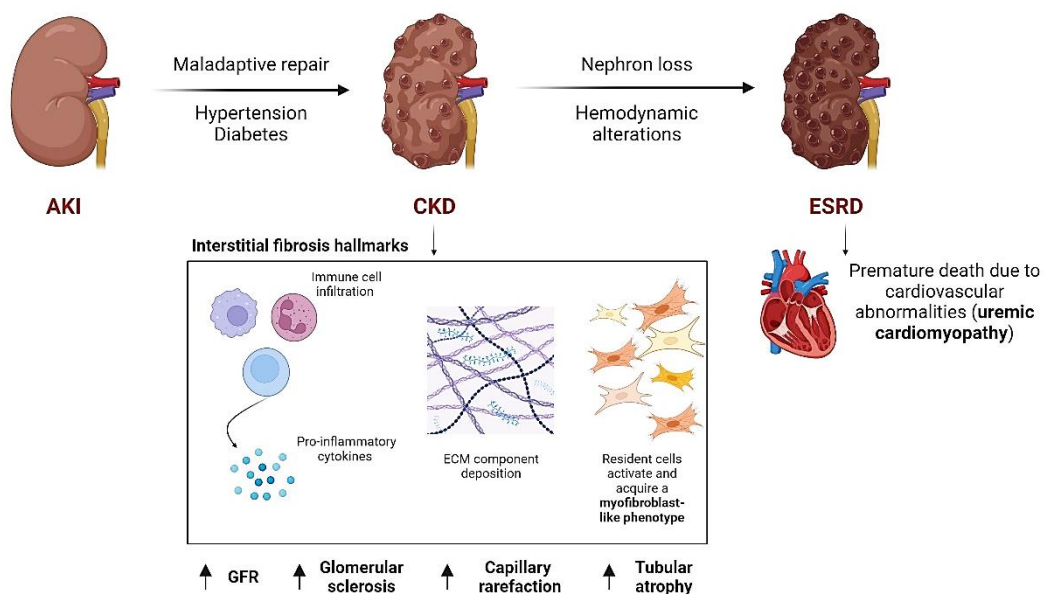 Maladaptive repair
Hypertension
Diabetes
Nephron loss
Hemodynamic
alterations
AKI
CKD
ESRD
Interstitial fibrosis hallmarks
Immune cell
infiltration
Pro-inflammatory
cytokines
ECM component
deposition
Resident cells
activate and
acquire a
myofibroblast-
like phenotype
Premature death due to
cardiovascular
abnormalities (uremic
cardiomyopathy)
GFR
Glomerular
sclerosis
Capillary
rarefaction
Tubular
atrophy